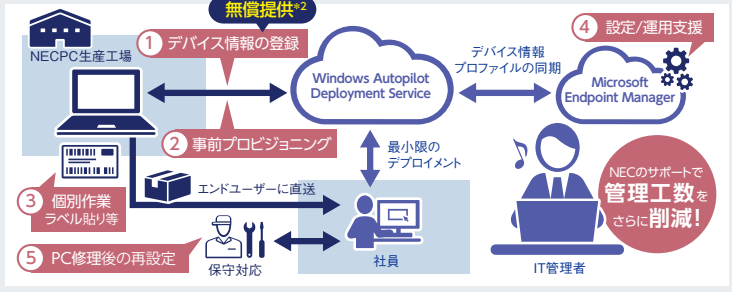 無償提供*2
① デバイス情報の登録
NECPC生産工場
④ 設定/運用支援
デバイス情報
プロファイルの同期
Windows Autopilot
Deployment Service
Microsoft
Endpoint Manager
② 事前プロビジョニング
最小限の
デプロイメント
③ 個別作業
ラベル貼り等
エンドユーザーに直送
NECのサポートで
管理工数を
さらに削減!
⑤ PC修理後の再設定
保守対応
社員
IT管理者